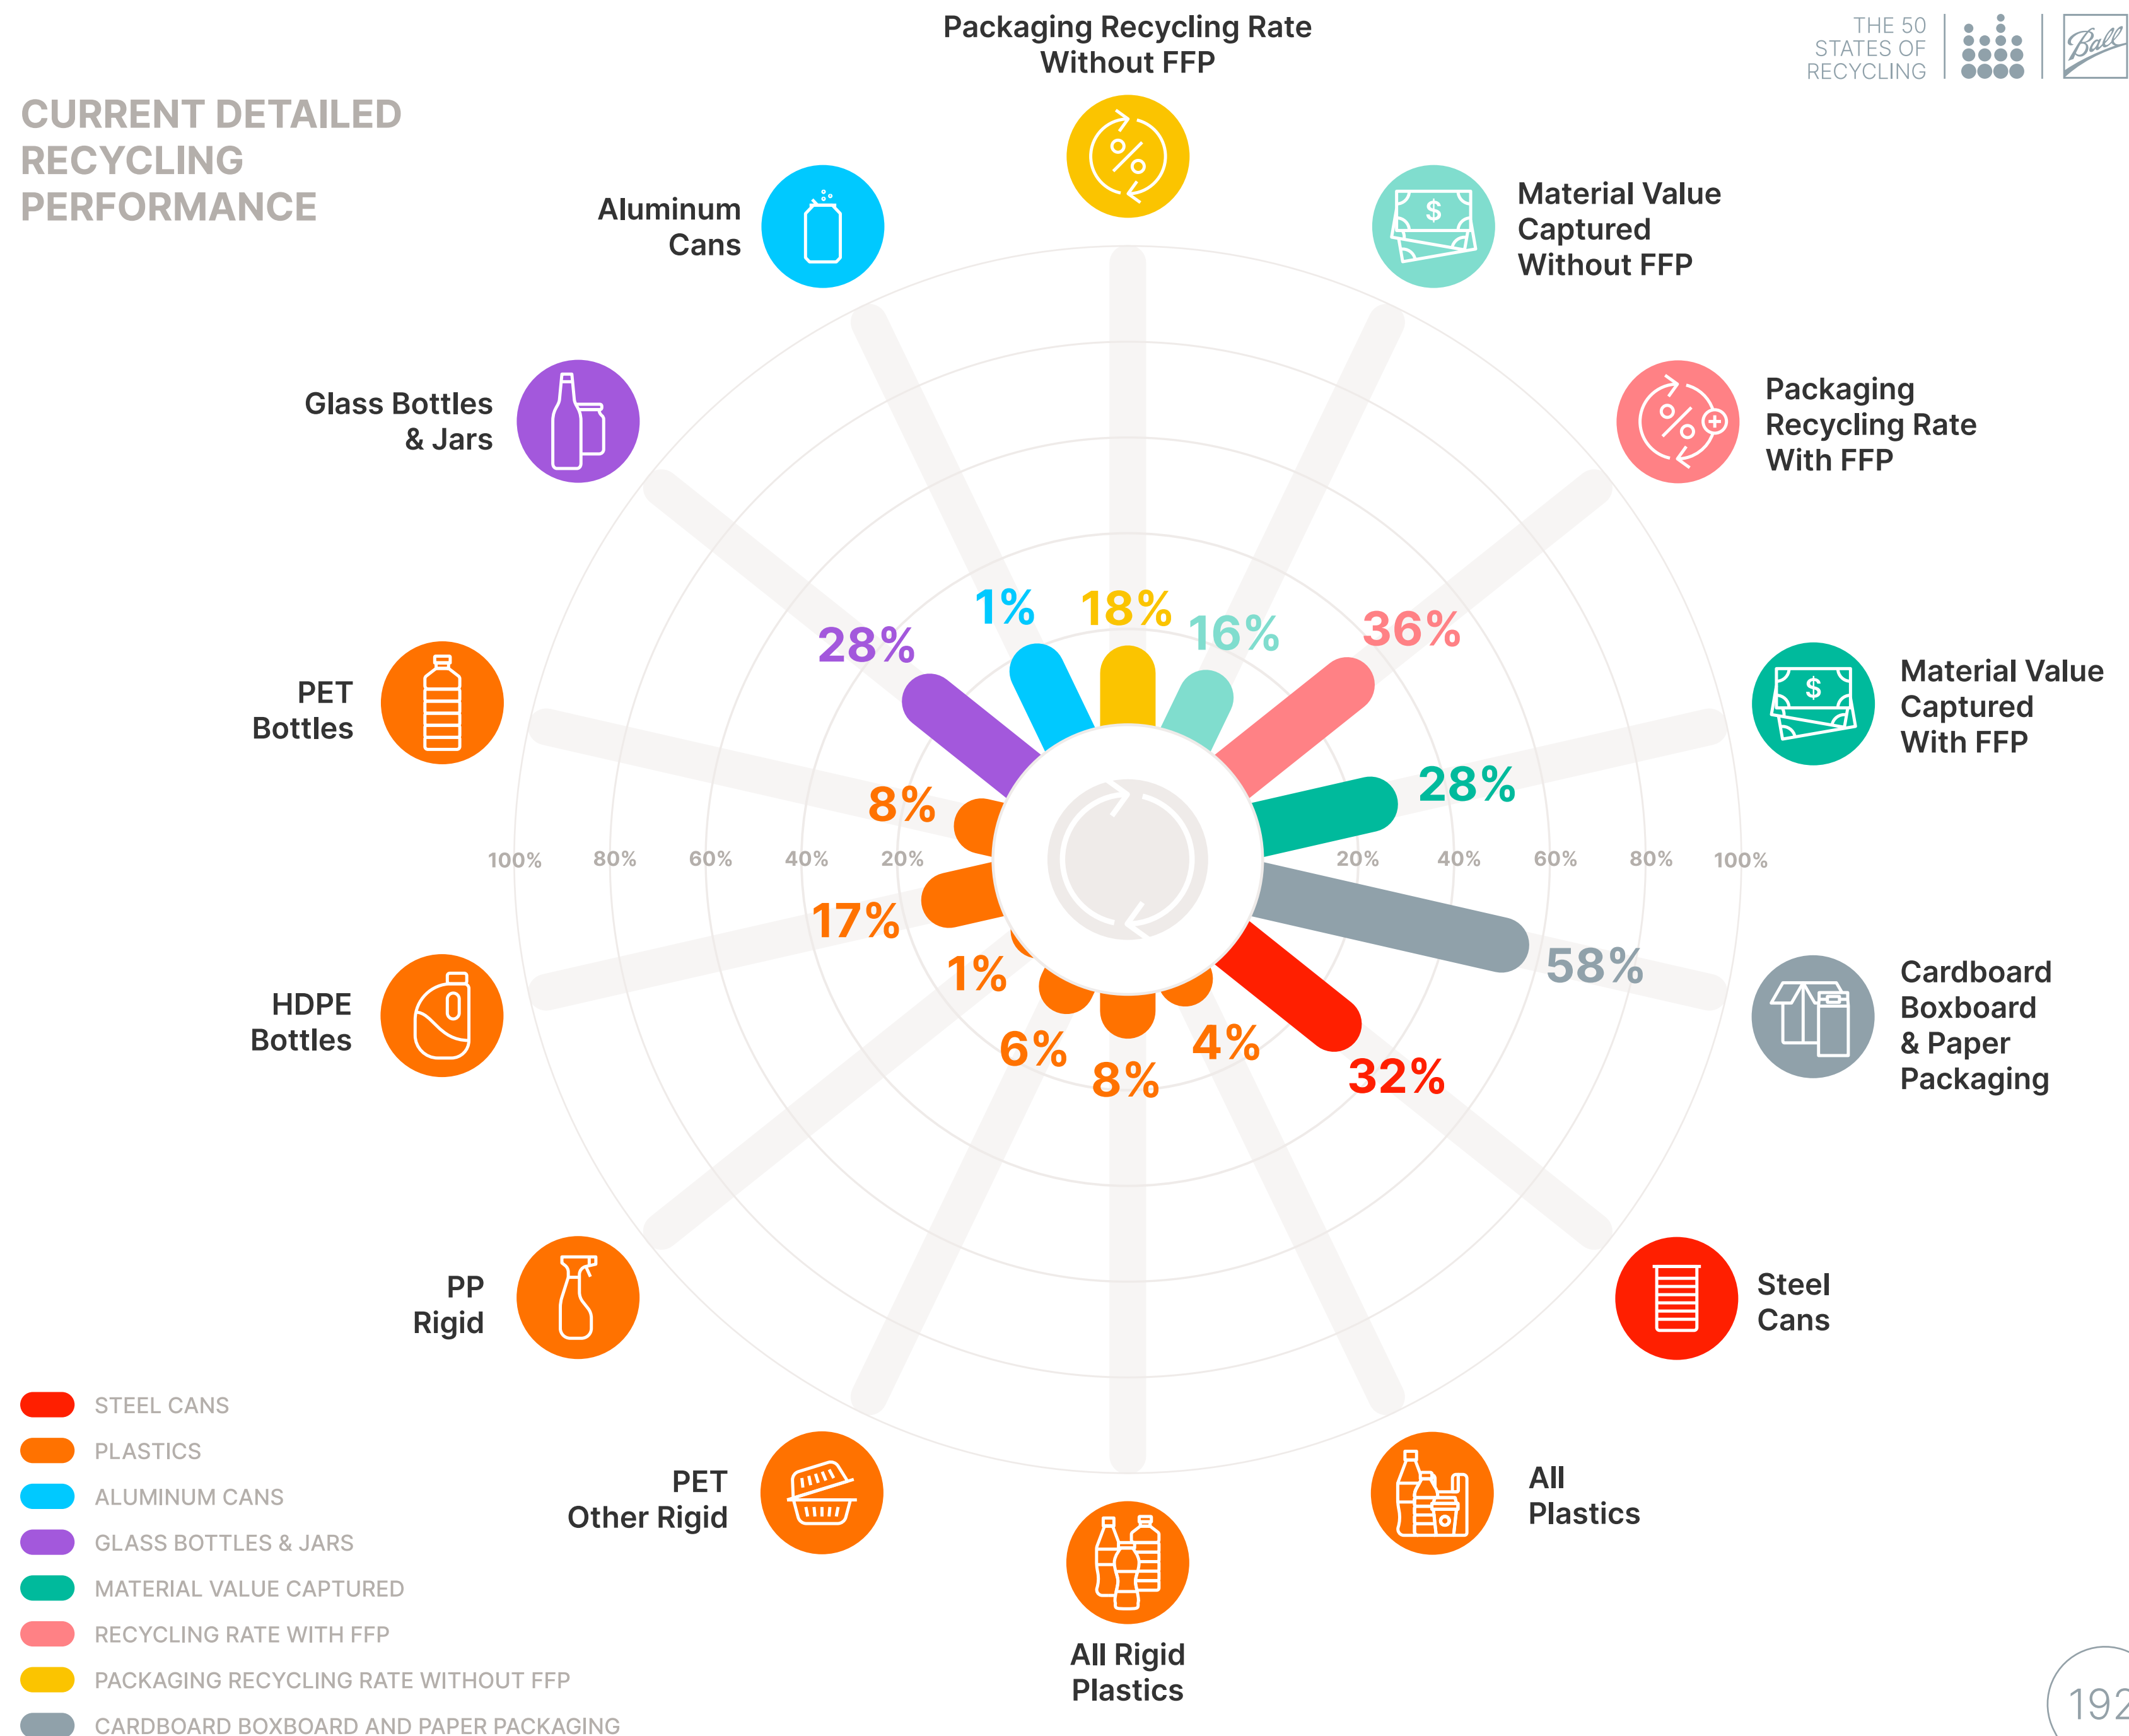 Packaging Recycling Rate
Without FFP
THE 50
STATES OF
RECYCLING
Ball
CURRENT DETAILED
RECYCLING
PERFORMANCE
Aluminum
Cans
Material Value
Captured
Without FFP
Glass Bottles
& Jars
Packaging
Recycling Rate
With FFP
1%
18%
16%
36%
28%
PET
Bottles
Material Value
Captured
With FFP
8%
28%
100% 80% 60% 40% 20% 20% 40% 60% 80% 100%
17%
1%
6%
8%
4%
32%
58%
HDPE
Bottles
Cardboard
Boxboard
& Paper
Packaging
PP
Rigid
Steel
Cans
PET
Other Rigid
All
Plastics
All Rigid
Plastics
STEEL CANS
PLASTICS
ALUMINUM CANS
GLASS BOTTLES & JARS
MATERIAL VALUE CAPTURED
RECYCLING RATE WITH FFP
PACKAGING RECYCLING RATE WITHOUT FFP
CARDBOARD BOXBOARD AND PAPER PACKAGING
192